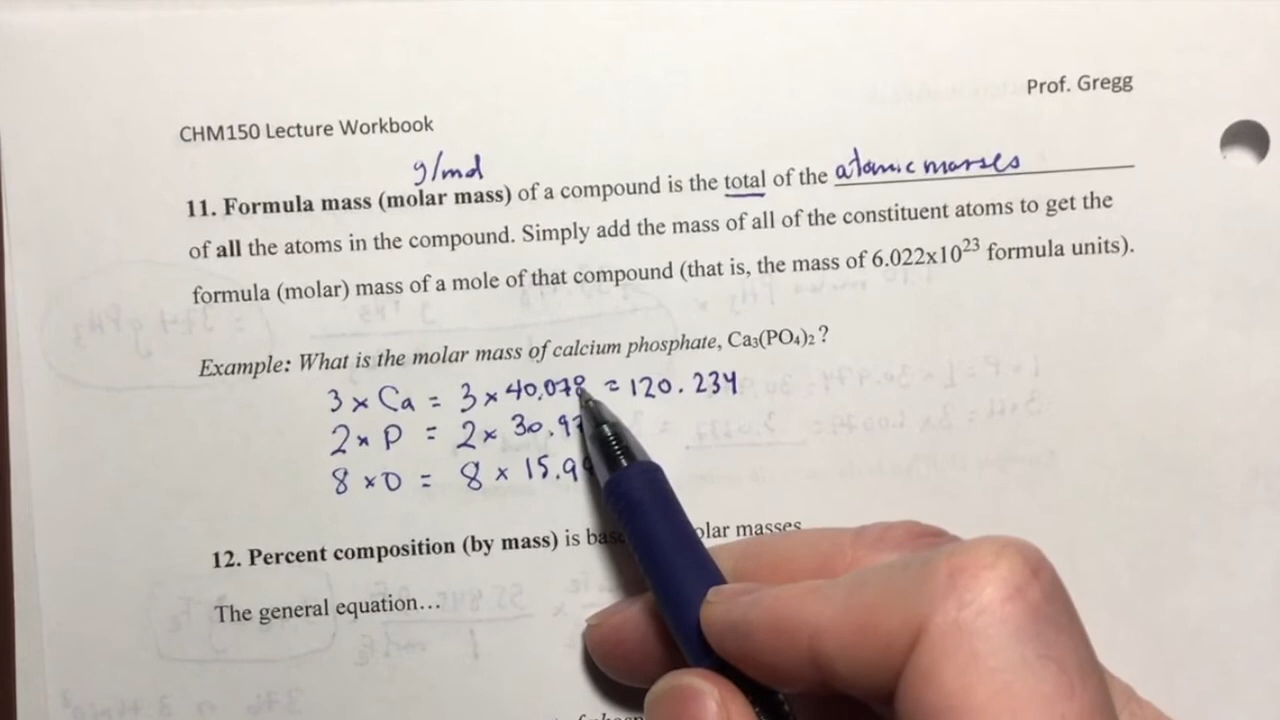 Prof. Gregg
CHM150 Lecture Workbook
g/mol
11. Formula mass (molar mass) of a compound is the total of the atomic masses
of all the atoms in the compound. Simply add the mass of all of the constituent atoms to get the
formula (molar) mass of a mole of that compound (that is, the mass of 6.022x10²³ formula units).
Example: What is the molar mass of calcium phosphate, Ca₃(PO₄)₂ ?
3 × Ca = 3 × 40.078 = 120.234
2 × P = 2 × 30.97
8 × O = 8 × 15.99
12. Percent composition (by mass) is molar masses
The general equation…